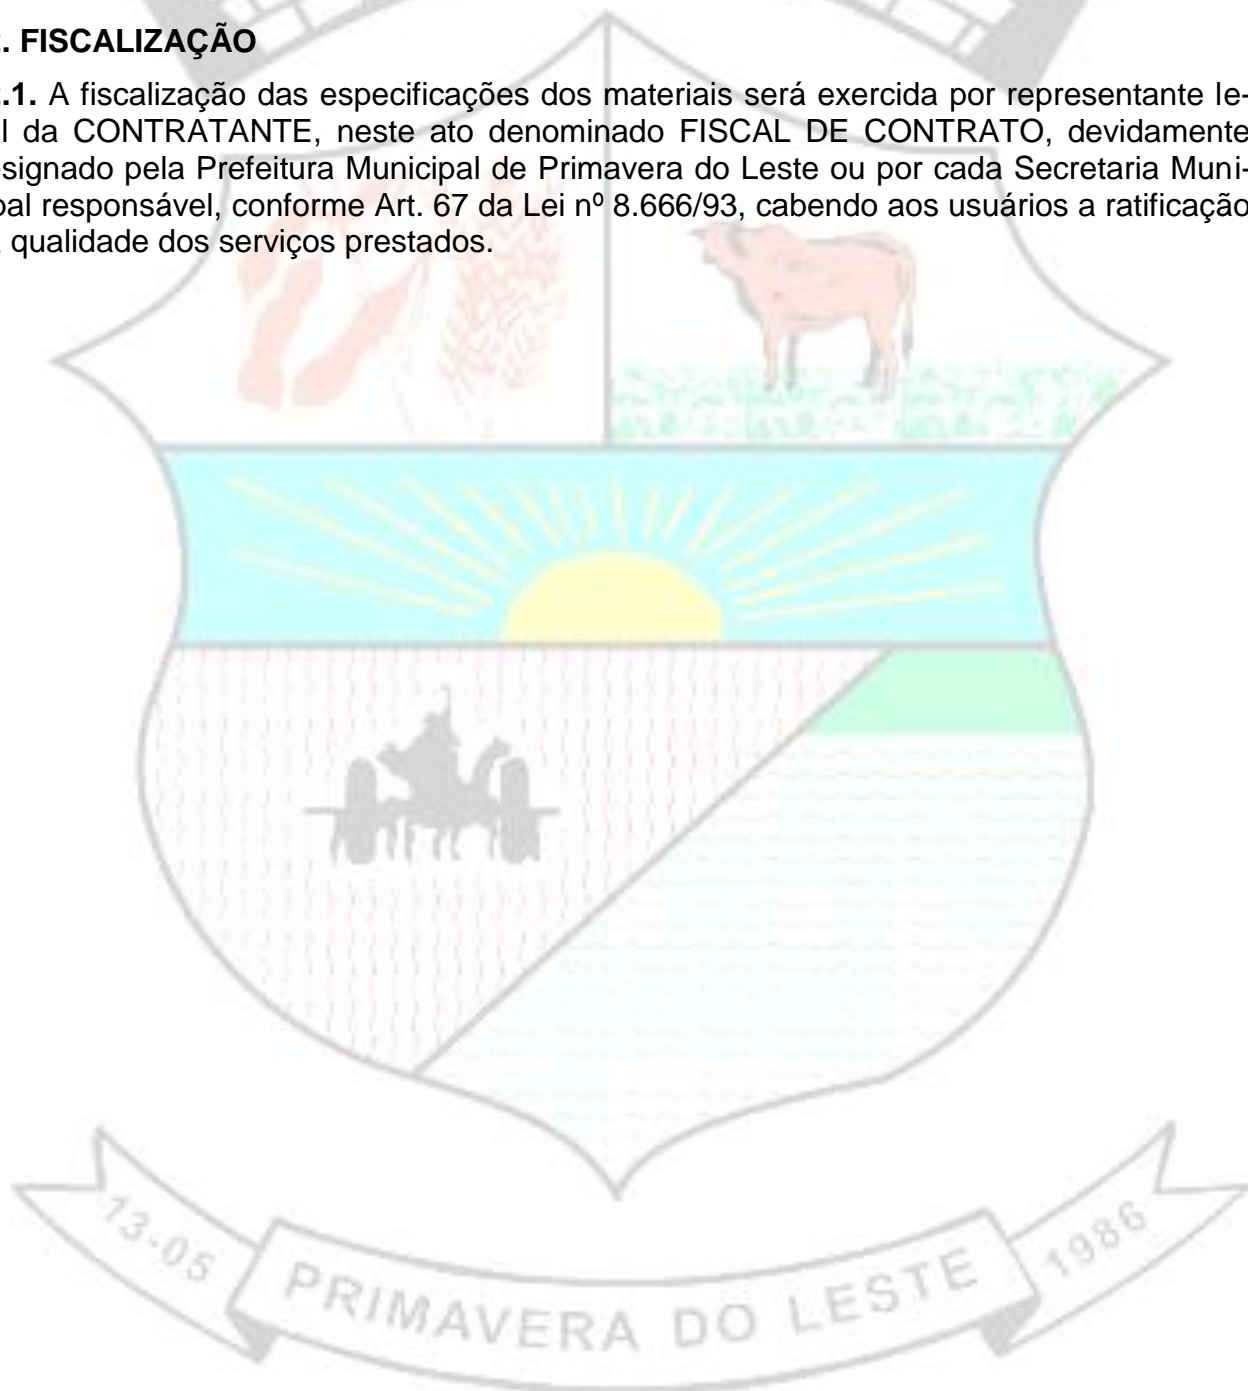 . FISCALIZAÇÃO
.1. A fiscalização das especificações dos materiais será exercida por representante le-
l da CONTRATANTE, neste ato denominado FISCAL DE CONTRATO, devidamente
signado pela Prefeitura Municipal de Primavera do Leste ou por cada Secretaria Muni-
pal responsável, conforme Art. 67 da Lei nº 8.666/93, cabendo aos usuários a ratificação
qualidade dos serviços prestados.
13-05
PRIMAVERA DO LESTE
1986